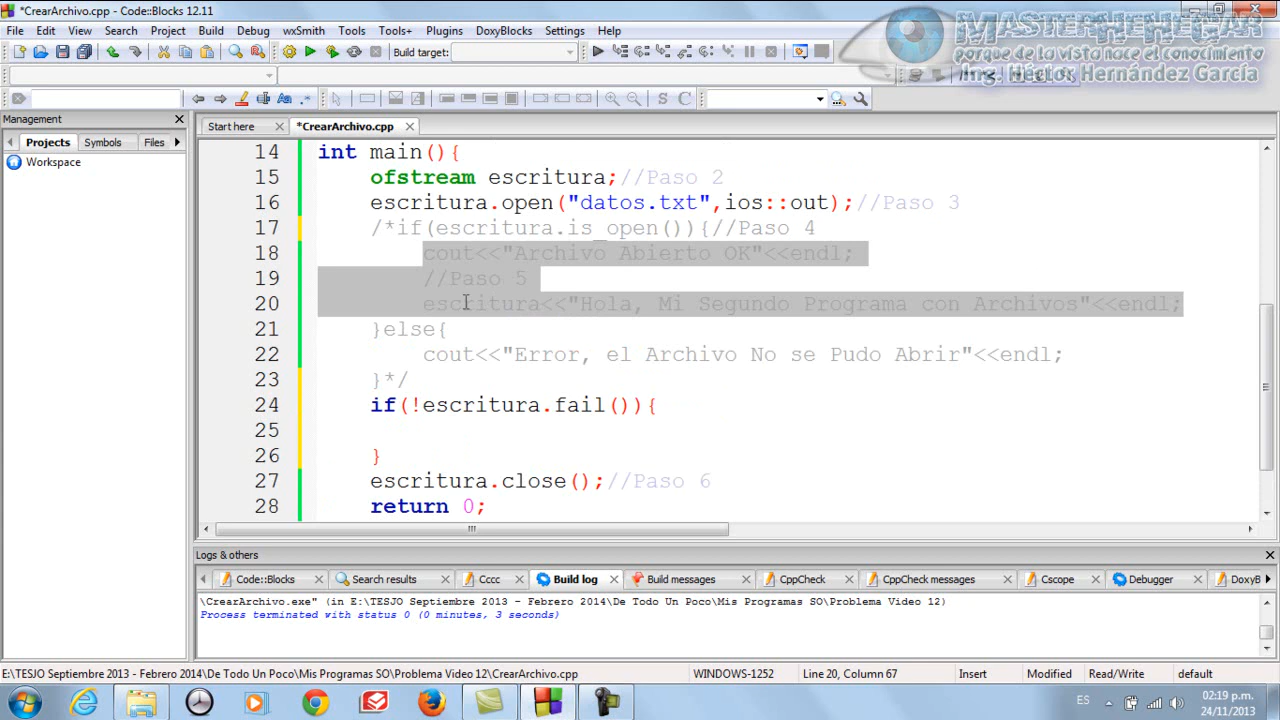 *CrearArchivo.cpp - Code::Blocks 12.11
MASTERHEHEGAR
porque de la vista nace el conocimiento
Ing. Héctor Hernández García
File Edit View Search Project Build Debug wxSmith Tools Tools+ Plugins DoxyBlocks Settings Help
Build target:
Management
Projects Symbols Files
Workspace
Start here *CrearArchivo.cpp
14 int main(){
15 ofstream escritura;//Paso 2
16 escritura.open("datos.txt",ios::out);//Paso 3
17 /*if(escritura.is_open()){//Paso 4
18 cout<<"Archivo Abierto OK"<<endl;
19 //Paso 5
20 escritura<<"Hola, Mi Segundo Programa con Archivos"<<endl;
21 }else{
22 cout<<"Error, el Archivo No se Pudo Abrir"<<endl;
23 }*/
24 if(!escritura.fail()){
25
26 }
27 escritura.close();//Paso 6
28 return 0;
Logs & others
Code::Blocks Search results Cccc Build log Build messages CppCheck CppCheck messages Cscope Debugger DoxyB
\CrearArchivo.exe" (in E:\TESJO Septiembre 2013 - Febrero 2014\De Todo Un Poco\Mis Programas SO\Problema Video 12)
Process terminated with status 0 (0 minutes, 3 seconds)
E:\TESJO Septiembre 2013 - Febrero 2014\De Todo Un Poco\Mis Programas SO\Problema Video 12\CrearArchivo.cpp WINDOWS-1252 Line 20, Column 67 Insert Modified Read/Write default
ES 02:19 p.m.
24/11/2013